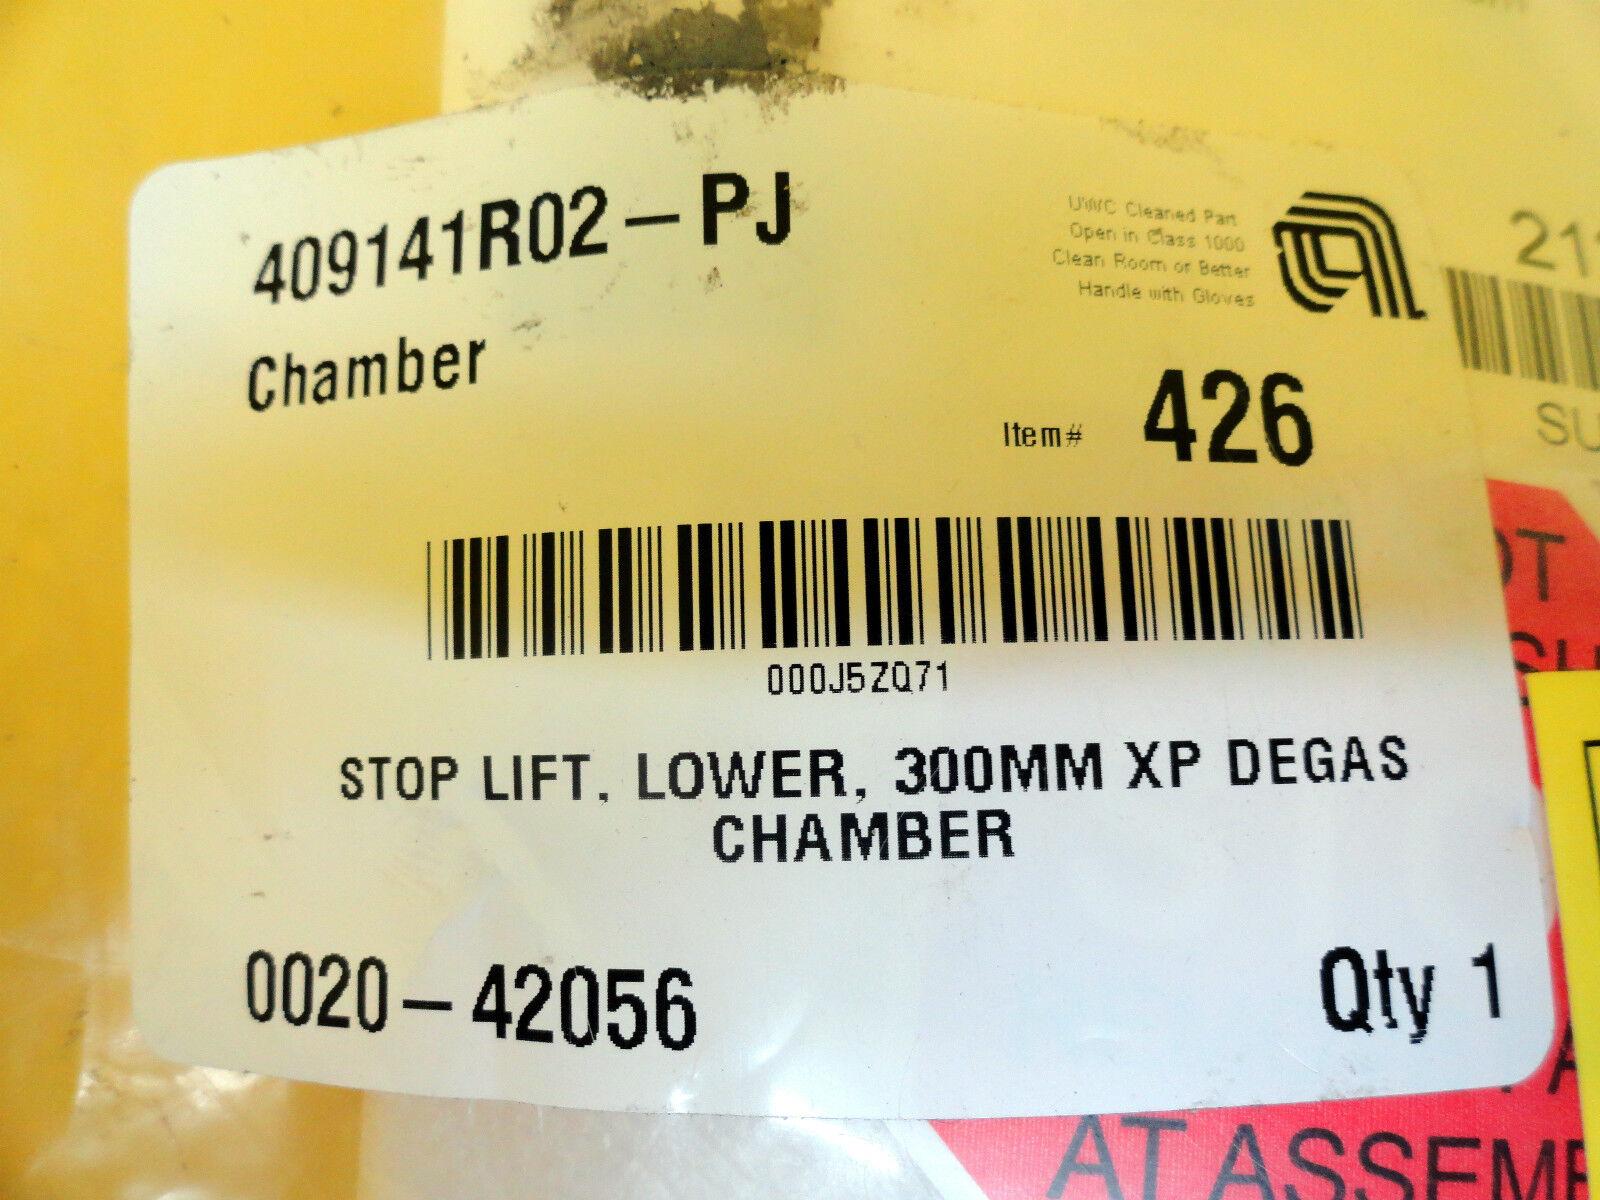 409141R02-PJ
UWC Cleaned Part
Open in Class 1000
Clean Room or Better
Handle with Gloves
Chamber
Item# 426
000J5ZQ71
STOP LIFT, LOWER, 300MM XP DEGAS
CHAMBER
0020-42056
Qty 1
AT